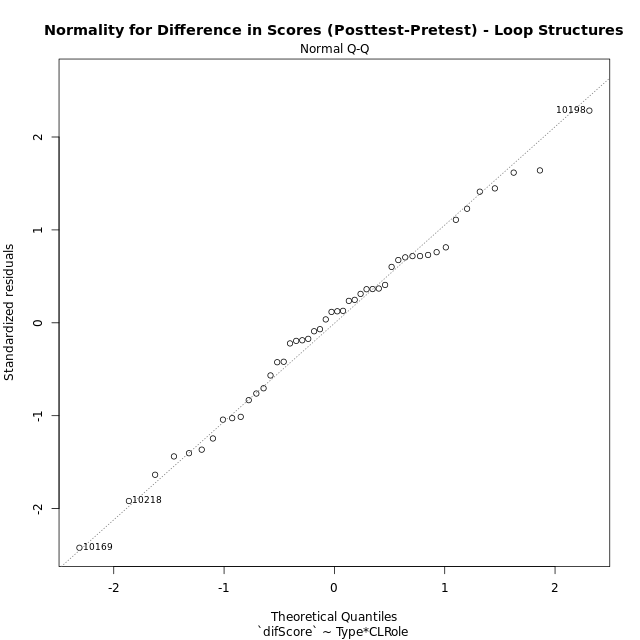 Normality for Difference in Scores (Posttest-Pretest) - Loop Structures
Normal Q-Q
10198
10218
10169
Standardized residuals
2
1
0
-1
-2
-2
-1
0
1
2
Theoretical Quantiles
`difScore` ~ Type*CLRole